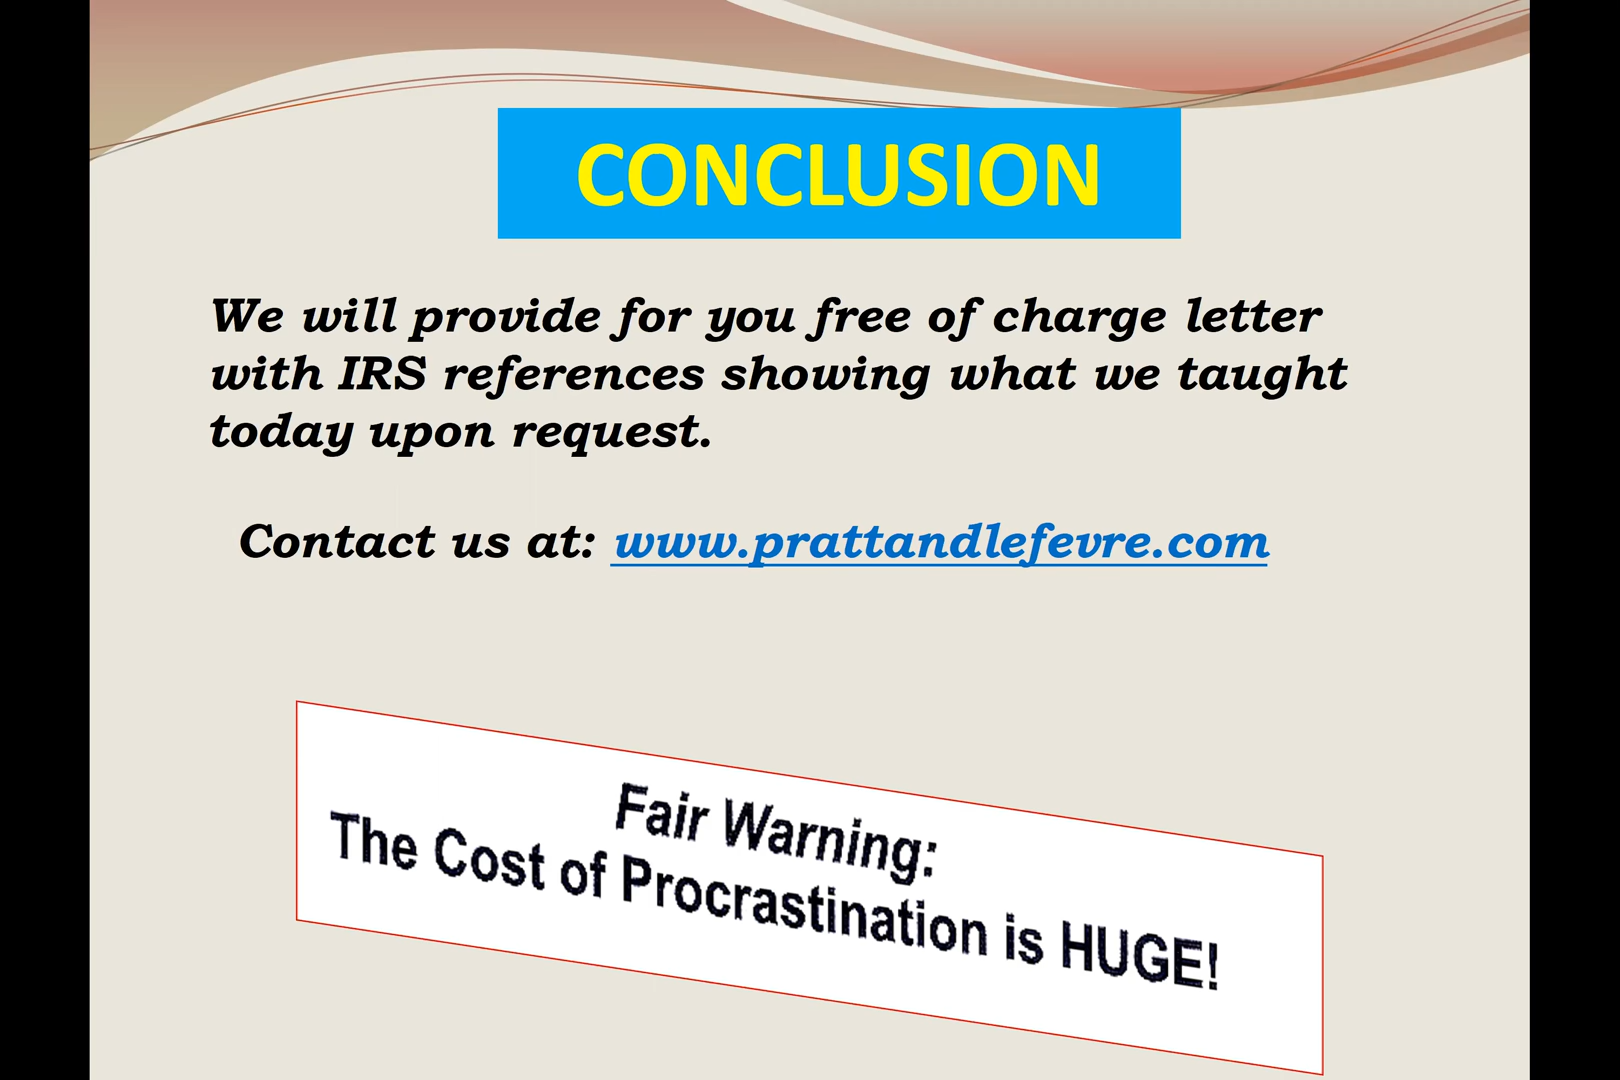 CONCLUSION
We will provide for you free of charge letter
with IRS references showing what we taught
today upon request.
Contact us at: www.prattandlefevre.com
Fair Warning:
The Cost of Procrastination is HUGE!